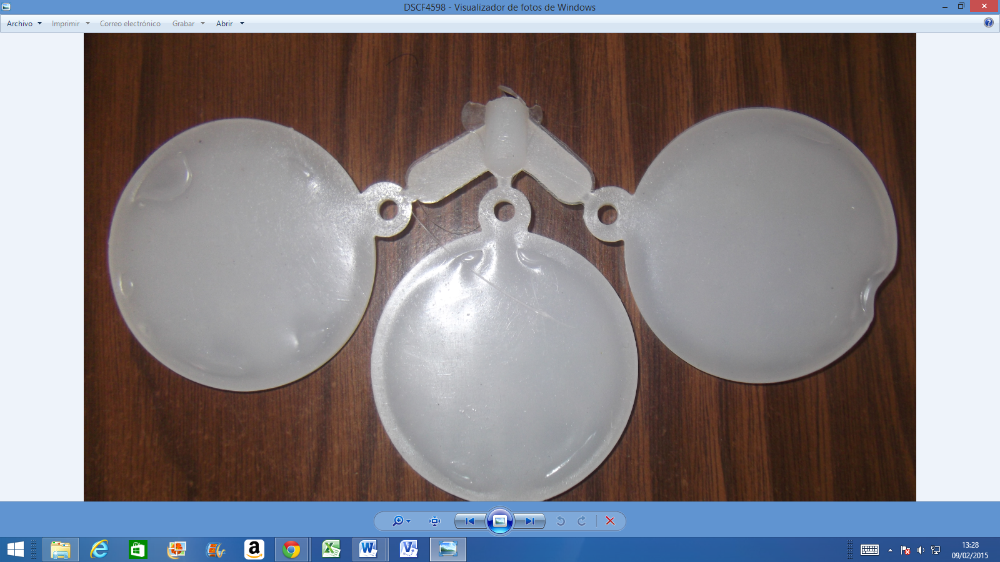 DSCF4598 - Visualizador de fotos de Windows
Archivo Imprimir Correo electrónico Grabar Abrir
13:28
09/02/2015